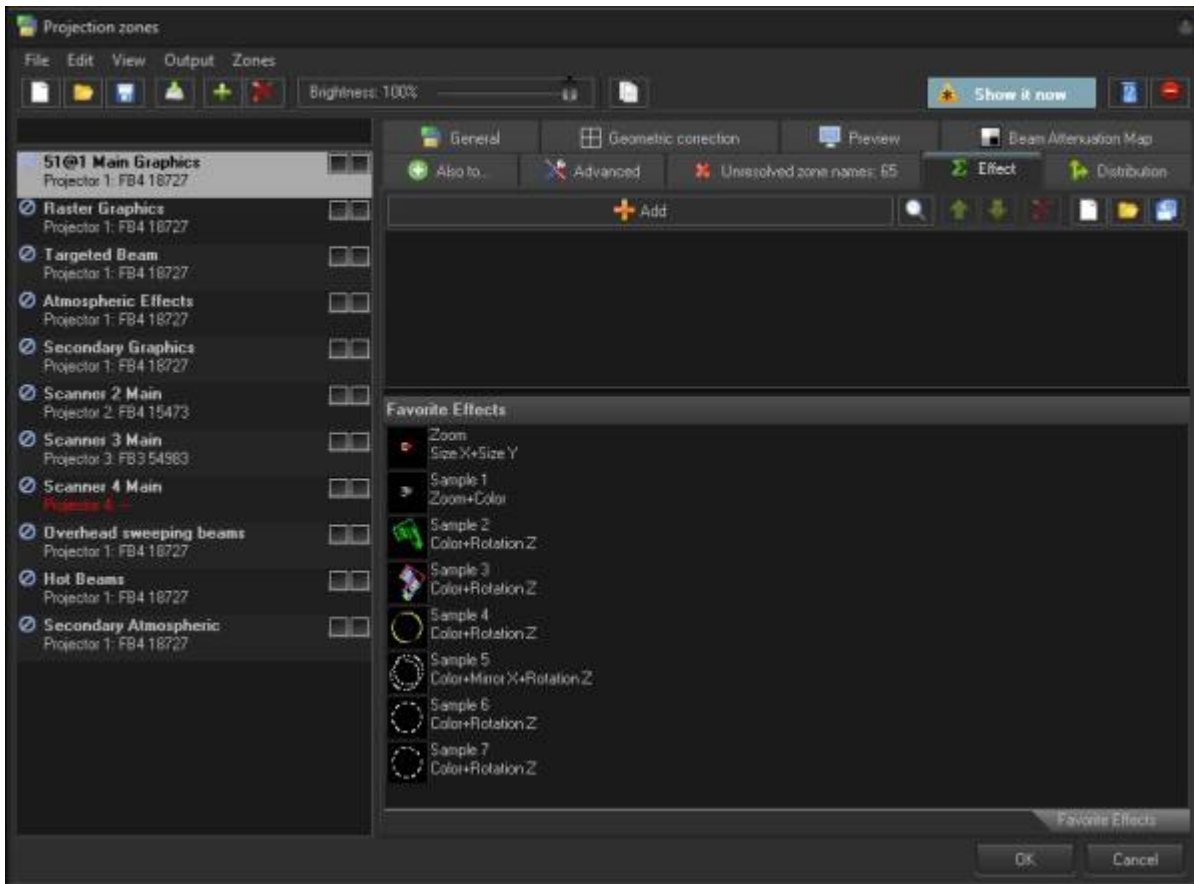 Projection zones
File Edit View Output Zones
Brightness: 100%
Show it now
General Geometric correction Preview Beam Attenuation Map
Also to... Advanced Unresolved zone names: 65 Effect Distribution
Add
51@1 Main Graphics
Projector 1: FB4 18727
Raster Graphics
Projector 1: FB4 18727
Targeted Beam
Projector 1: FB4 18727
Atmospheric Effects
Projector 1: FB4 18727
Secondary Graphics
Projector 1: FB4 18727
Scanner 2 Main
Projector 2: FB4 15473
Scanner 3 Main
Projector 3: FB3 54983
Scanner 4 Main
Projector 4: --
Overhead sweeping beams
Projector 1: FB4 18727
Hot Beams
Projector 1: FB4 18727
Secondary Atmospheric
Projector 1: FB4 18727
Favorite Effects
Zoom
Size X+Size Y
Sample 1
Zoom+Color
Sample 2
Color+Rotation Z
Sample 3
Color+Rotation Z
Sample 4
Color+Rotation Z
Sample 5
Color+Mirror X+Rotation Z
Sample 6
Color+Rotation Z
Sample 7
Color+Rotation Z
Favorite Effects
OK Cancel